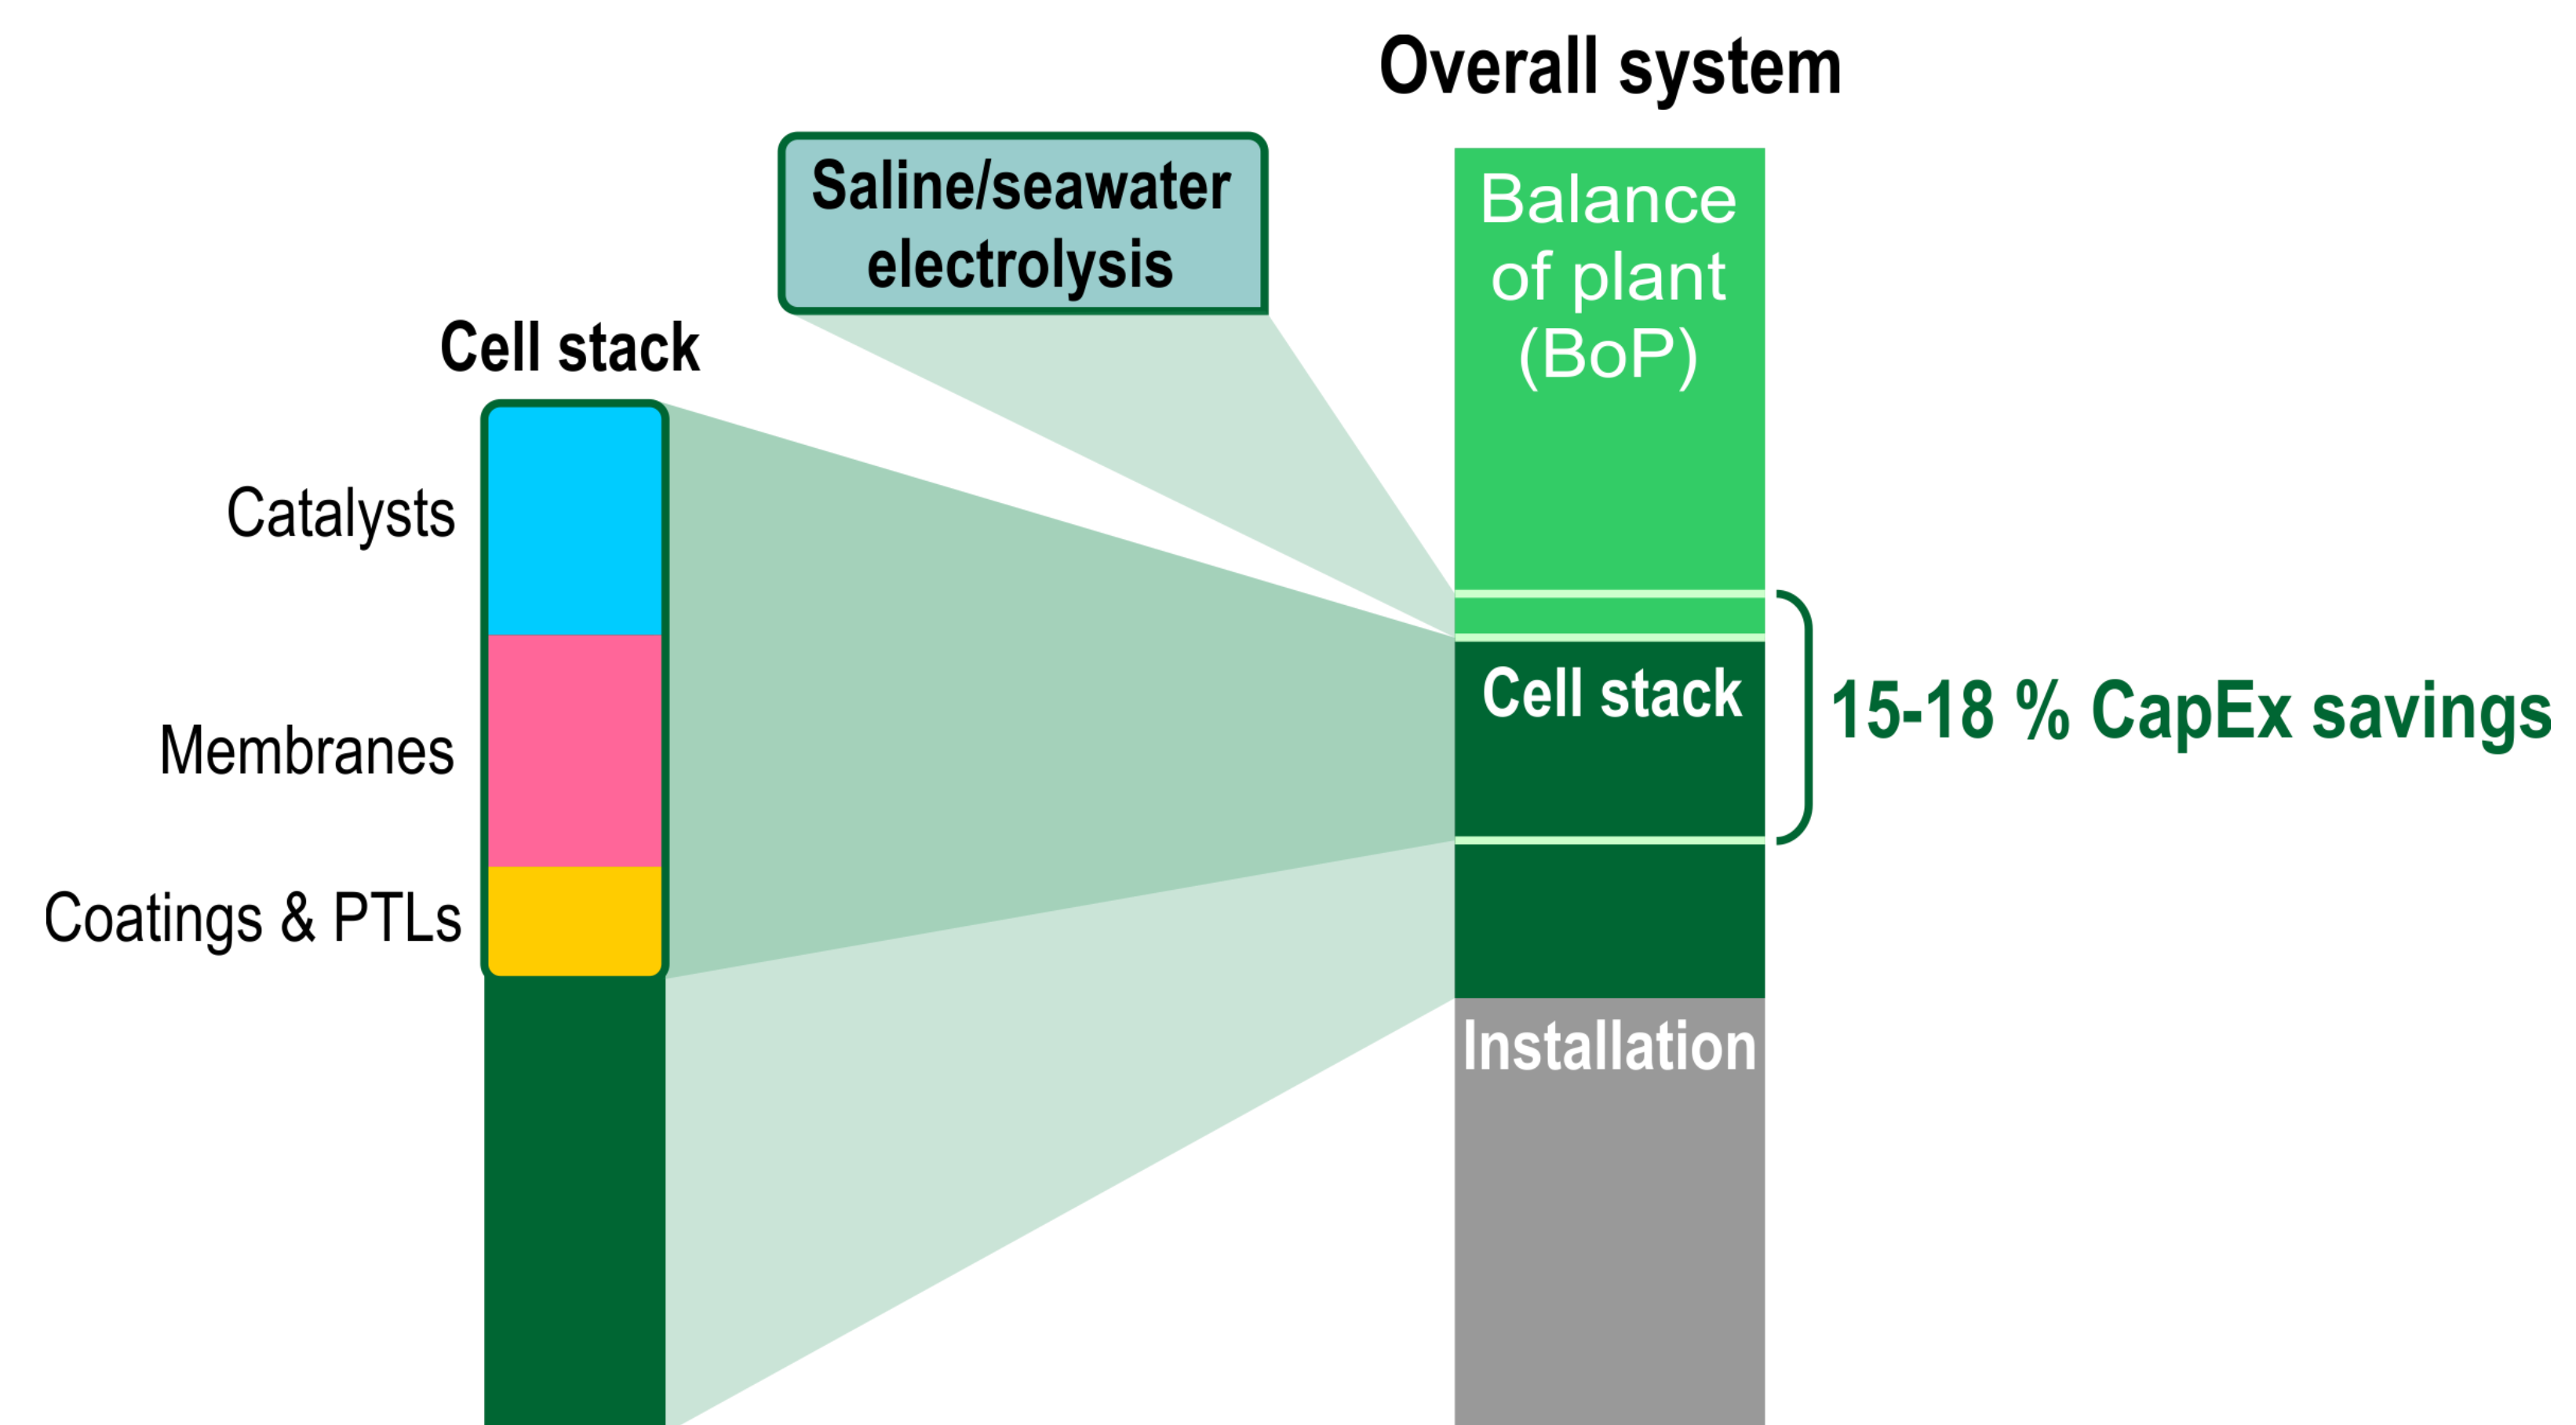 Overall system
Saline/seawater
electrolysis
Balance
of plant
(BoP)
Cell stack
Catalysts
Membranes
Coatings & PTLs
Cell stack
15-18 % CapEx savings
Installation